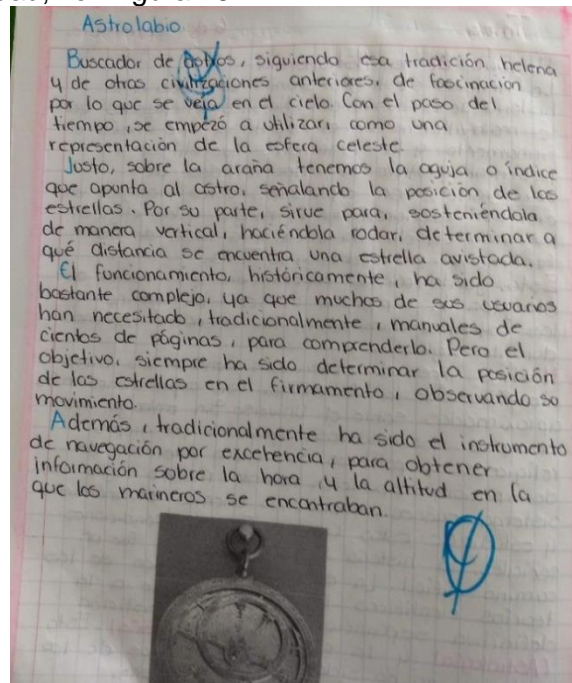 Astrolabio.
Buscador de astros, siguiendo esa tradición helena
y de otras civilizaciones anteriores, de fascinación
por lo que se veja en el cielo. Con el paso del
tiempo, se empezó a utilizar, como una
representación de la esfera celeste.
Justo, sobre la araña tenemos la aguja o índice
que apunta al astro, señalando la posición de las
estrellas. Por su parte, sirve para, sosteniéndola
de manera vertical, haciéndola rodar, determinar a
qué distancia se encuentra una estrella avistada.
El funcionamiento, históricamente, ha sido
bastante complejo, ya que muchos de sus usuarios
han necesitado, tradicionalmente, manuales de
cientos de páginas, para comprenderlo. Pero el
objetivo, siempre ha sido determinar la posición
de las estrellas en el firmamento, observando su
movimiento.
Además, tradicionalmente ha sido el instrumento
de navegación por excelencia, para obtener
información sobre la hora y la altitud en la
que los marineros se encontraban.